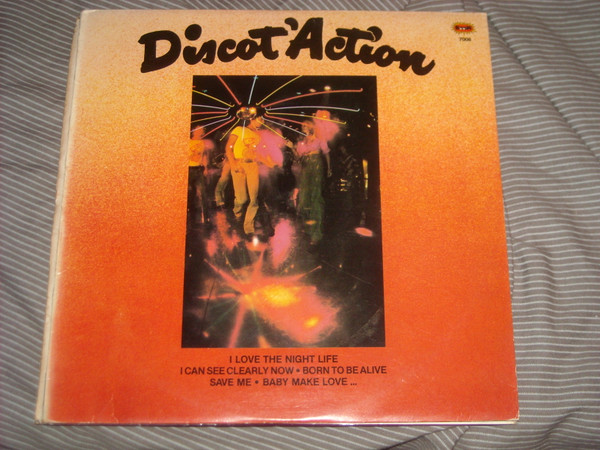 Discot'Action
7008
I LOVE THE NIGHT LIFE
I CAN SEE CLEARLY NOW • BORN TO BE ALIVE
SAVE ME • BABY MAKE LOVE ...